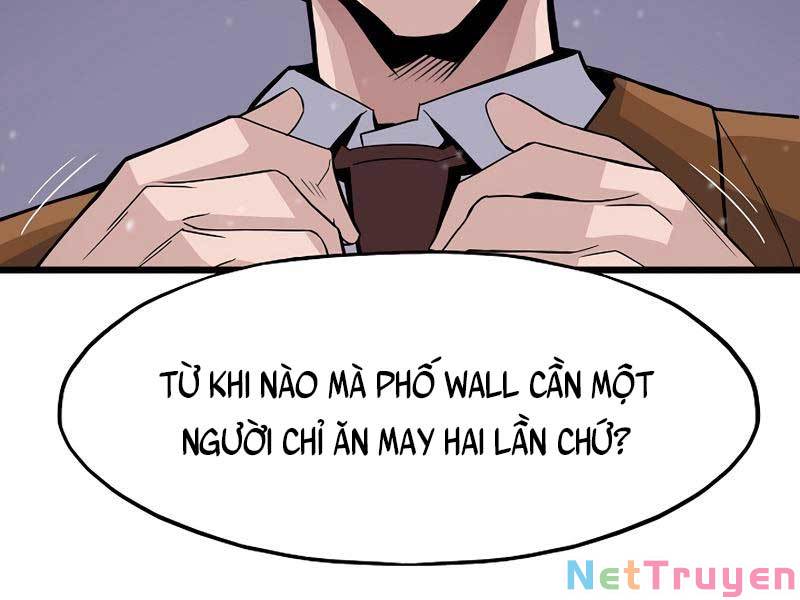 TỪ KHI NÀO MÀ PHỐ WALL CẦN MỘT
NGƯỜI CHỈ ĂN MAY HAI LẦN CHỨ?
NetTruyen